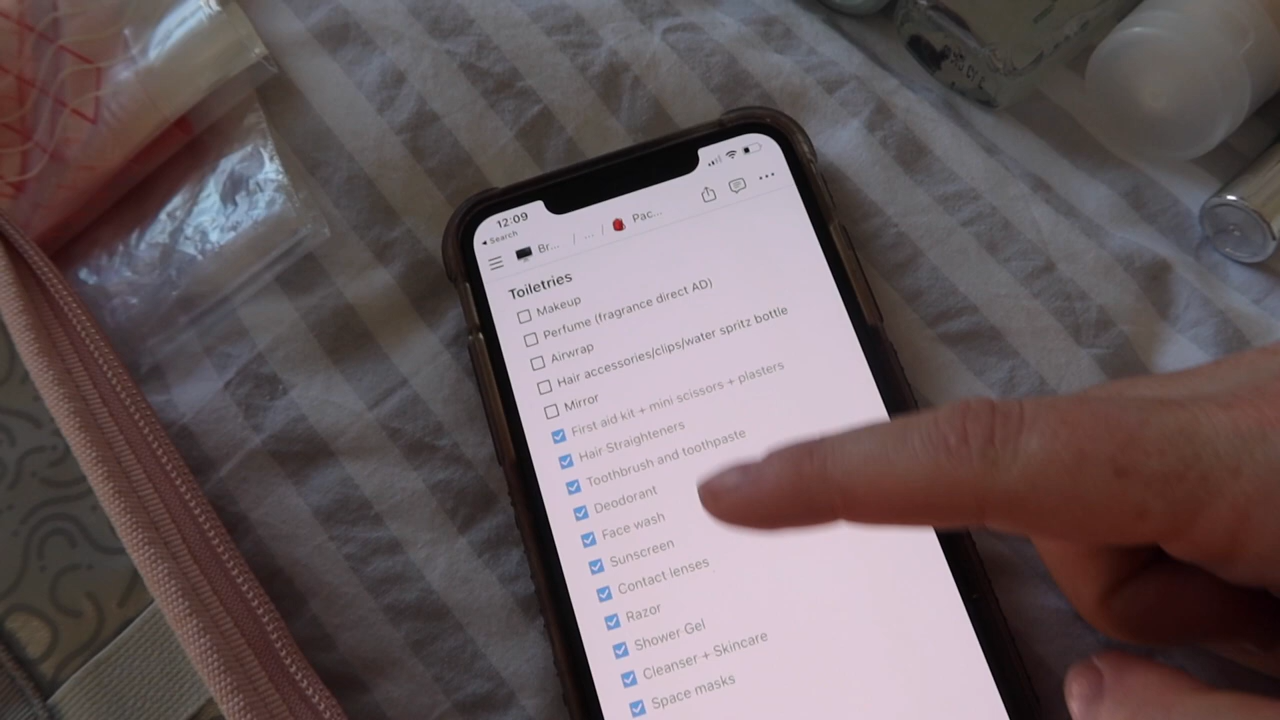 12:09
Search
Br... / ... / Pac...
Toiletries
Makeup
Perfume (fragrance direct AD)
Airwrap
Hair accessories/clips/water spritz bottle
Mirror
First aid kit + mini scissors + plasters
Hair Straighteners
Toothbrush and toothpaste
Deodorant
Face wash
Sunscreen
Contact lenses
Razor
Shower Gel
Cleanser + Skincare
Space masks